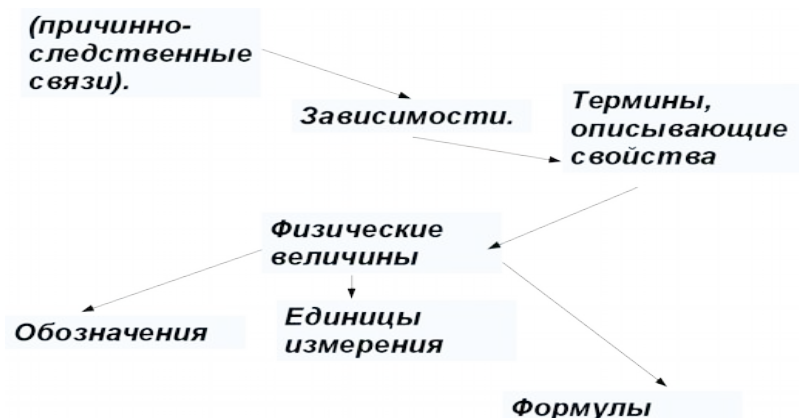 (причинно-
следственные
связи).
Зависимости.
Термины,
описывающие
свойства
Физические
величины
Обозначения
Единицы
измерения
Формулы